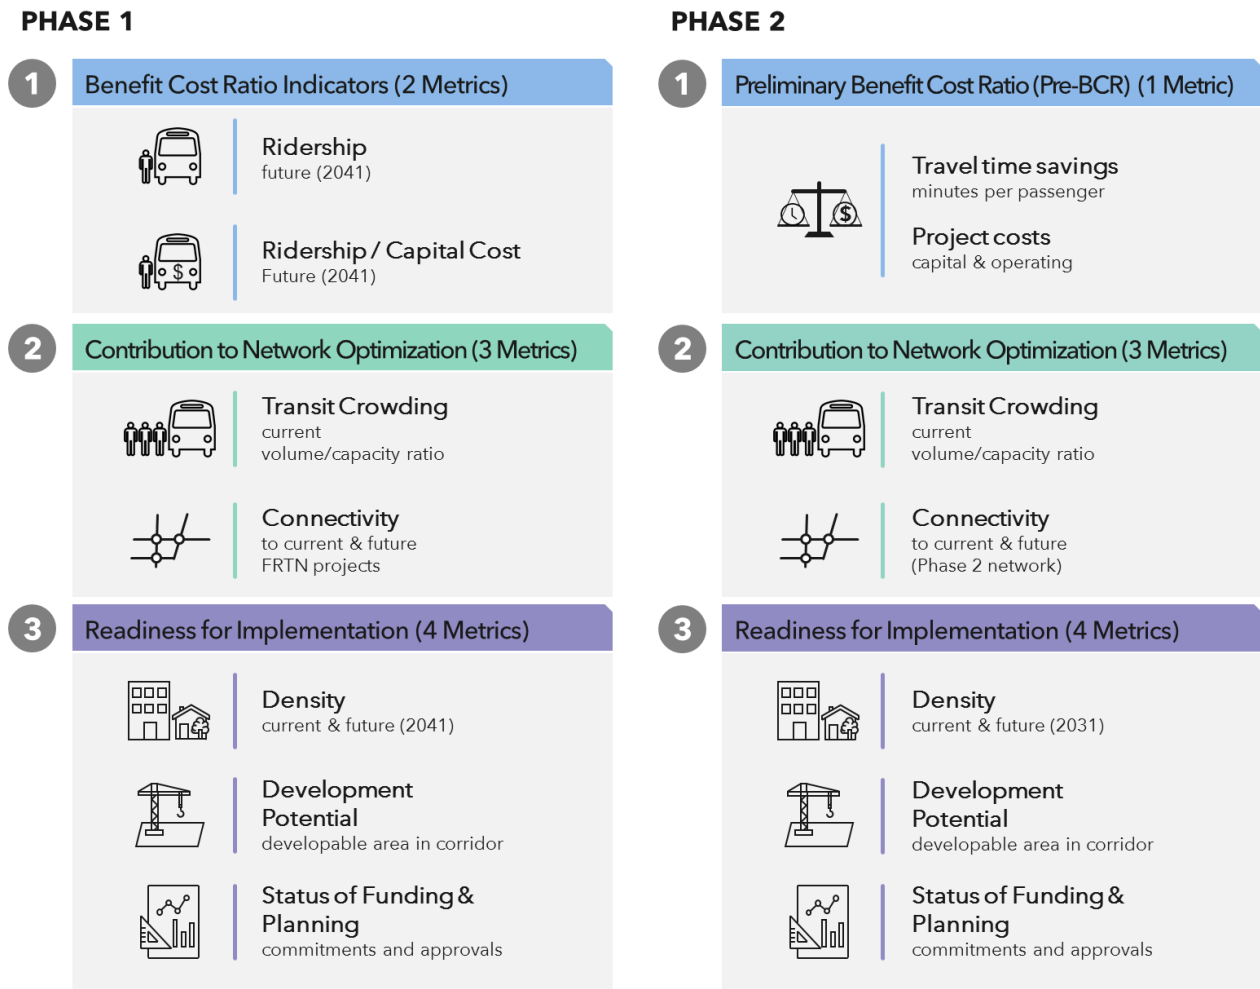 PHASE 1
1
Benefit Cost Ratio Indicators (2 Metrics)
Ridership
future (2041)
$
Ridership / Capital Cost
Future (2041)
2
Contribution to Network Optimization (3 Metrics)
Transit Crowding
current
volume/capacity ratio
Connectivity
to current & future
FRTN projects
3
Readiness for Implementation (4 Metrics)
Density
current & future (2041)
Development
Potential
developable area in corridor
Status of Funding &
Planning
commitments and approvals
PHASE 2
1
Preliminary Benefit Cost Ratio (Pre-BCR) (1 Metric)
$
Travel time savings
minutes per passenger
Project costs
capital & operating
2
Contribution to Network Optimization (3 Metrics)
Transit Crowding
current
volume/capacity ratio
Connectivity
to current & future
(Phase 2 network)
3
Readiness for Implementation (4 Metrics)
Density
current & future (2031)
Development
Potential
developable area in corridor
Status of Funding &
Planning
commitments and approvals